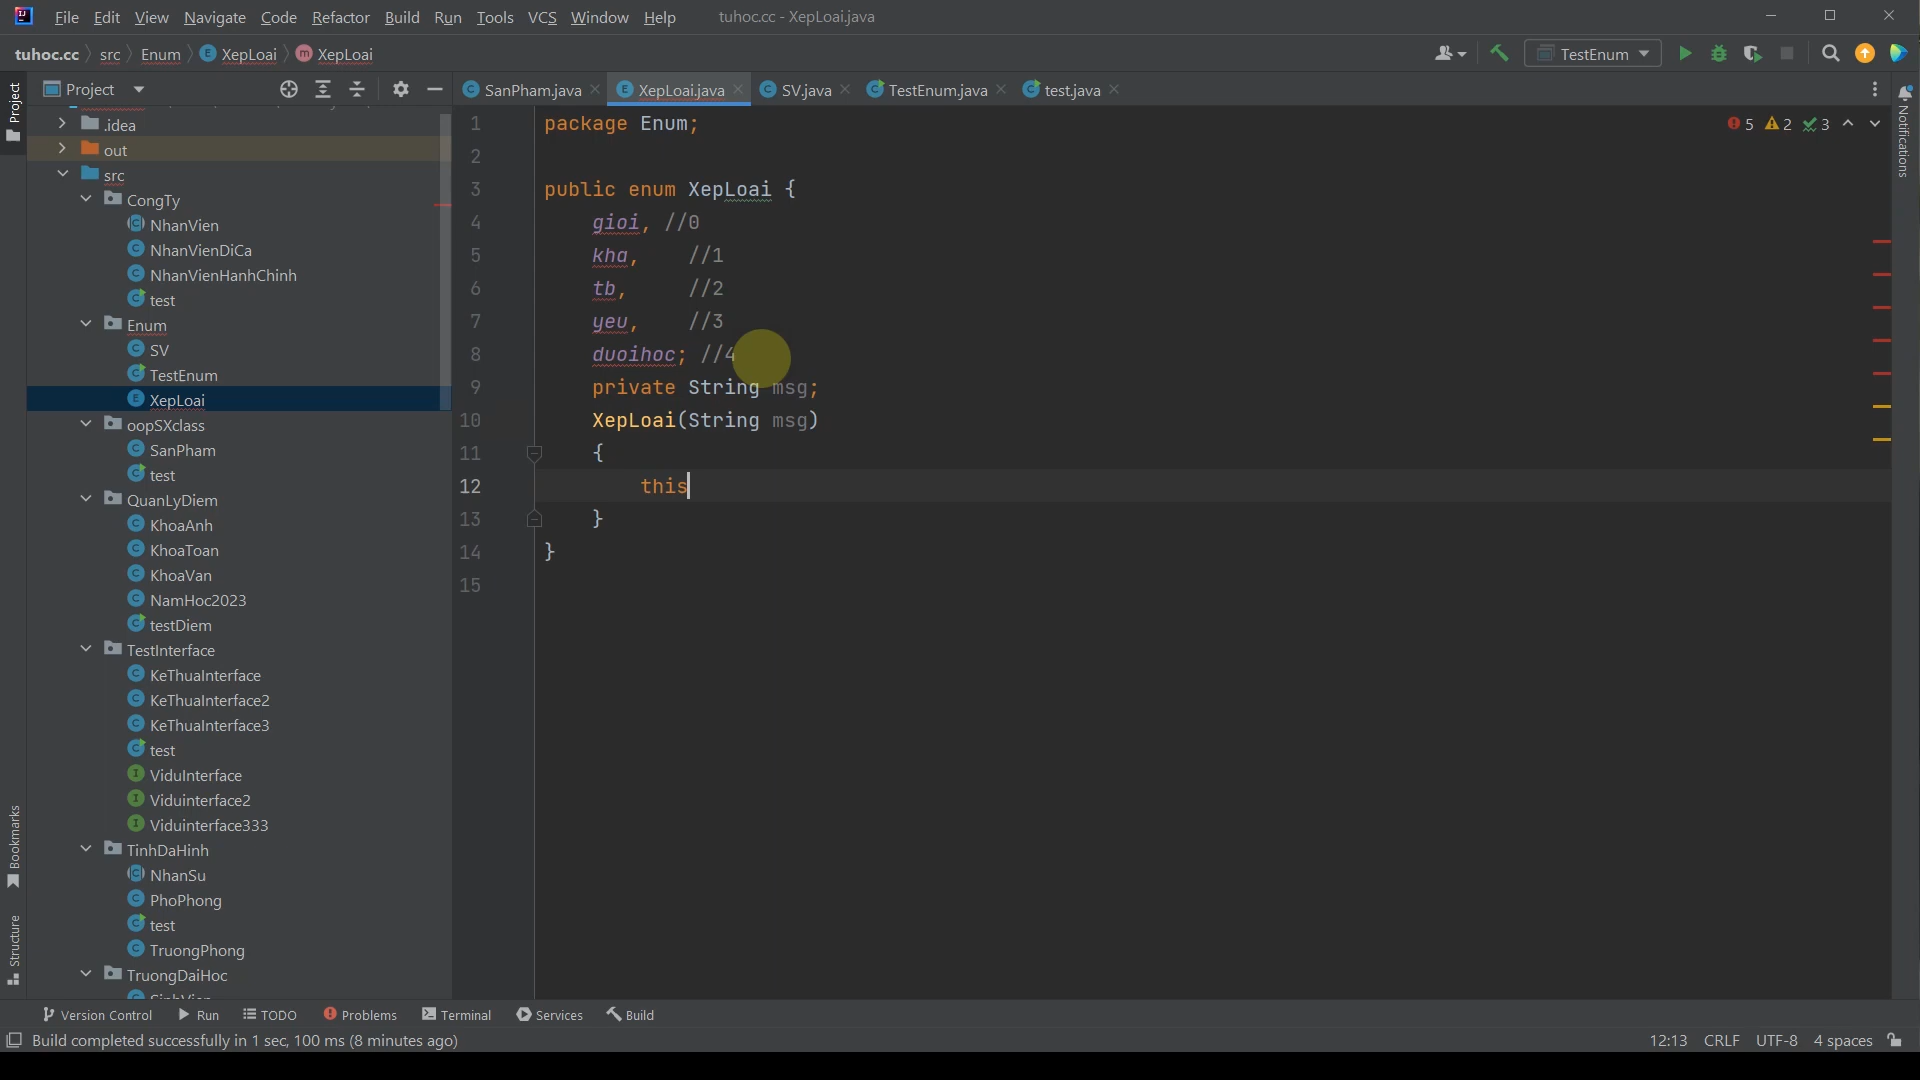 File Edit View Navigate Code Refactor Build Run Tools VCS Window Help tuhoc.cc - XepLoai.java
tuhoc.cc src Enum XepLoai XepLoai TestEnum
Project
Project SanPham.java XepLoai.java SV.java TestEnum.java test.java
Notifications
.idea
out
src
CongTy
NhanVien
NhanVienDiCa
NhanVienHanhChinh
test
Enum
SV
TestEnum
XepLoai
oopSXclass
SanPham
test
QuanLyDiem
KhoaAnh
KhoaToan
KhoaVan
NamHoc2023
testDiem
TestInterface
KeThuaInterface
KeThuaInterface2
KeThuaInterface3
test
ViduInterface
Viduinterface2
Viduinterface333
TinhDaHinh
NhanSu
PhoPhong
test
TruongPhong
TruongDaiHoc
SinhVien
Bookmarks
Structure
5 2 3
1 package Enum;
2
3 public enum XepLoai {
4 gioi, //0
5 kha, //1
6 tb, //2
7 yeu, //3
8 duoihoc; //4
9 private String msg;
10 XepLoai(String msg)
11 {
12 this
13 }
14 }
15
Version Control Run TODO Problems Terminal Services Build
Build completed successfully in 1 sec, 100 ms (8 minutes ago) 12:13 CRLF UTF-8 4 spaces